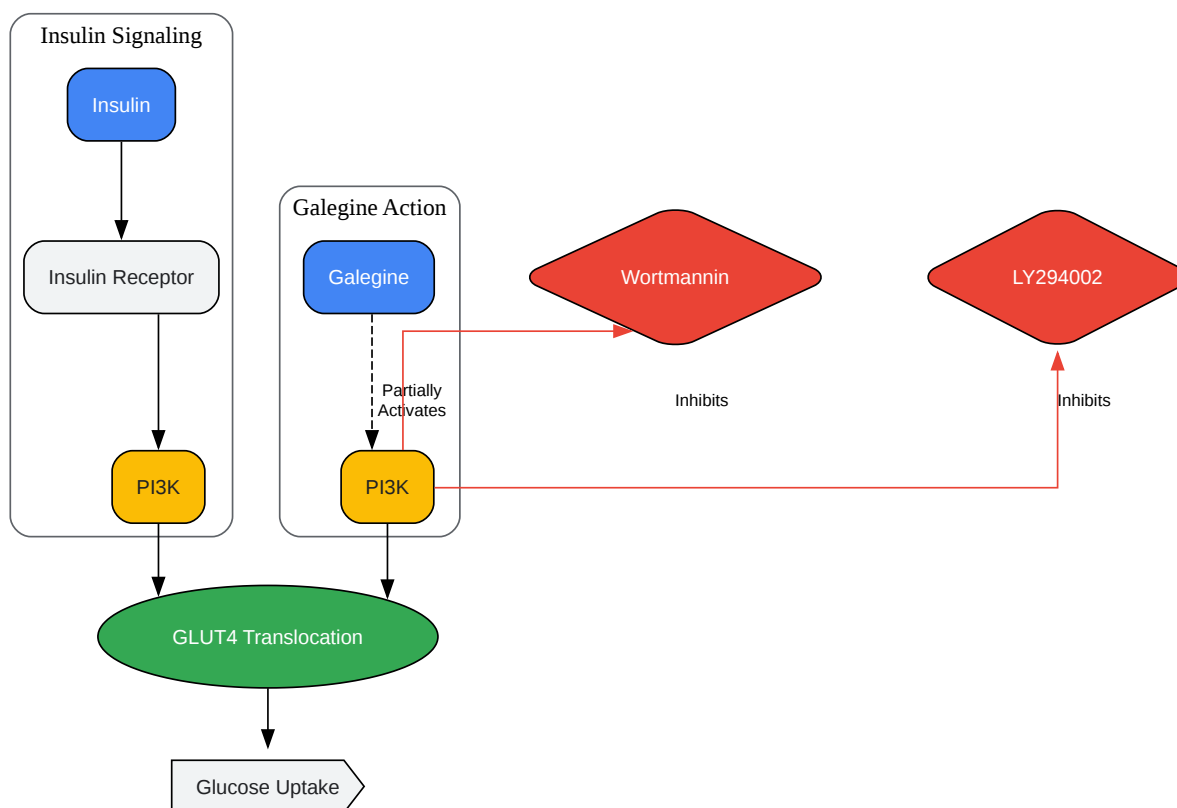 Insulin Signaling
Insulin
Insulin Receptor
PI3K
Galegine Action
Galegine
Partially
Activates
PI3K
Wortmannin
LY294002
Inhibits
Inhibits
GLUT4 Translocation
Glucose Uptake